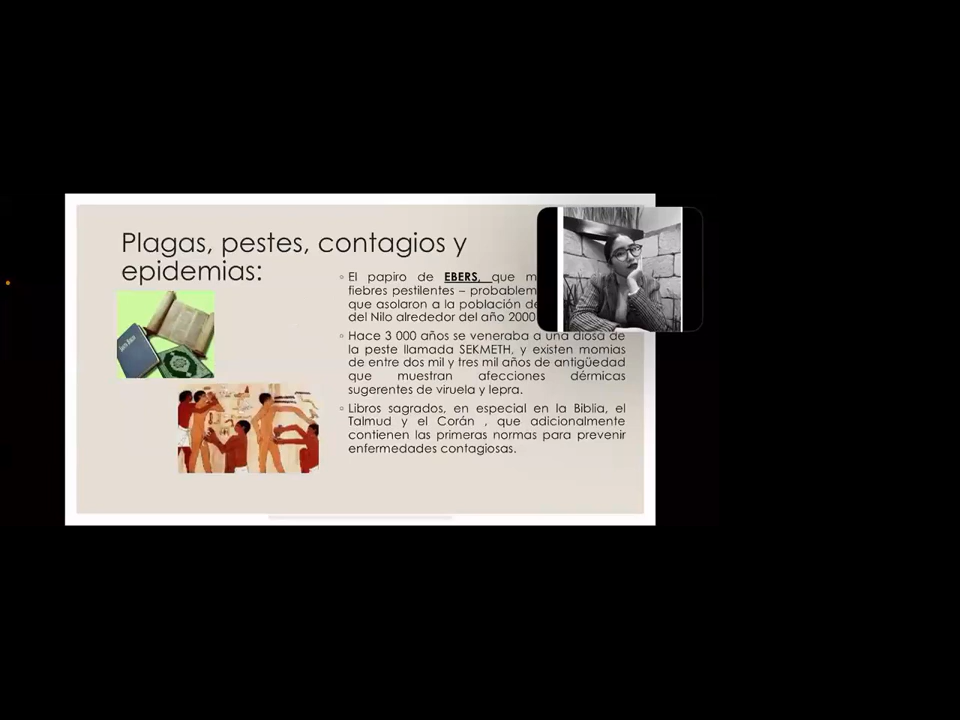 Plagas, pestes, contagios y
epidemias:
El papiro de EBERS, que
fiebres pestilentes –
que asolaron a la población
del Nilo alrededor del año 2000
Hace 3 000 años se veneraba a una diosa de
la peste llamada SEKMETH, y existen momias
de entre dos mil y tres mil años de antigüedad
que muestran afecciones dérmicas
sugerentes de viruela y lepra.
Libros sagrados, en especial en la Biblia, el
Talmud y el Corán , que adicionalmente
contienen las primeras normas para prevenir
enfermedades contagiosas.